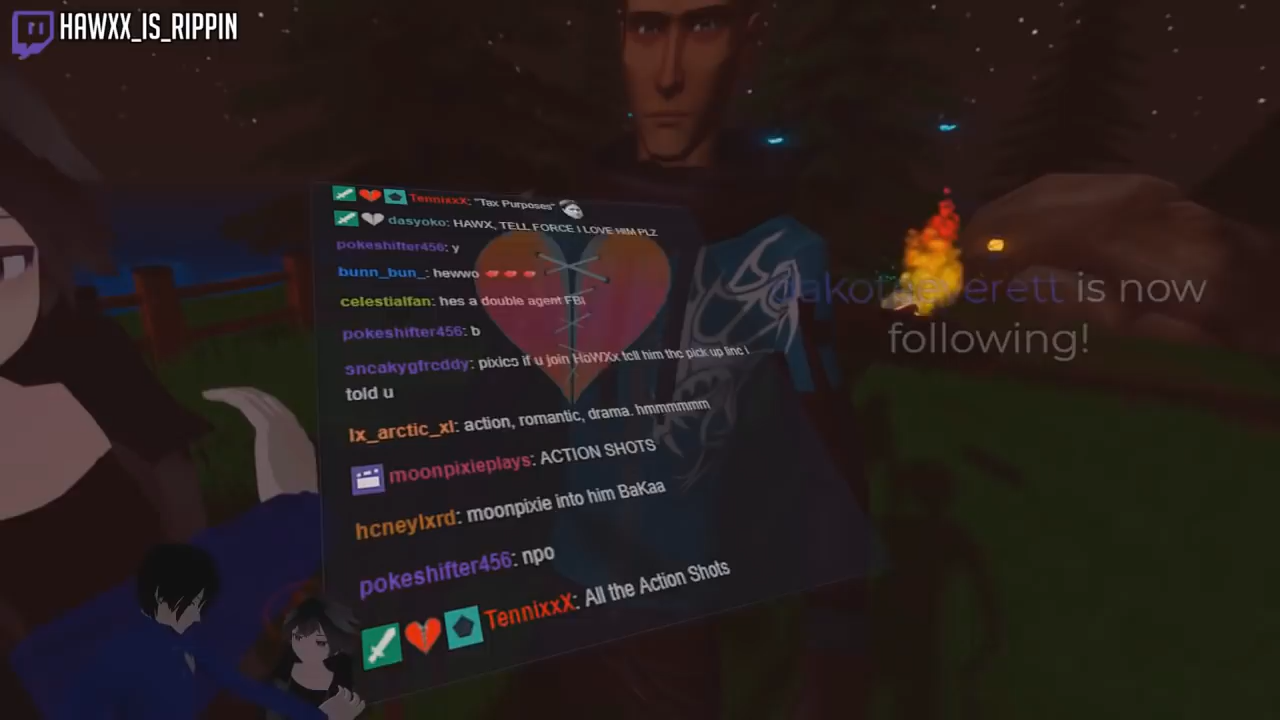 HAWXX_IS_RIPPIN
TennixxX: "Tax Purposes"
dasyoko: HAWX, TELL FORCE I LOVE HIM PLZ
pokeshifter456: y
bunn_bun_: hewwo
celestialfan: hes a double agent FBI
pokeshifter456: b
sneakyfreddy: pixies if u join HaWXx tell him the pick up line I
told u
lx_arctic_xl: action, romantic, drama. hmmmmmm
moonpixieplays: ACTION SHOTS
hcneylxrd: moonpixie into him BaKaa
pokeshifter456: npo
TennixxX: All the Action Shots
is now
following!